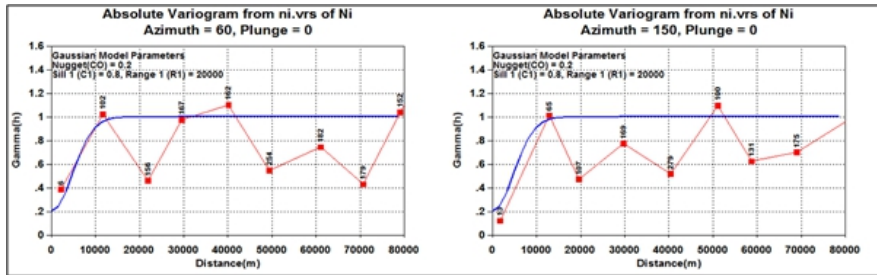 Absolute Variogram from ni.vrs of Ni
Azimuth = 60, Plunge = 0
Gaussian Model Parameters
Nugget(CO) = 0.2
Sill 1 (C1) = 0.8, Range 1 (R1) = 20000
Gamma(h)
1.6
1.4
1.2
1
.8
.6
.4
.2
0
102
156
167
162
254
182
179
152
0 10000 20000 30000 40000 50000 60000 70000 80000
Distance(m)
Absolute Variogram from ni.vrs of Ni
Azimuth = 150, Plunge = 0
Gaussian Model Parameters
Nugget(CO) = 0.2
Sill 1 (C1) = 0.8, Range 1 (R1) = 20000
Gamma(h)
1.6
1.4
1.2
1
.8
.6
.4
.2
0
65
169
279
100
131
175
0 10000 20000 30000 40000 50000 60000 70000 80000
Distance(m)